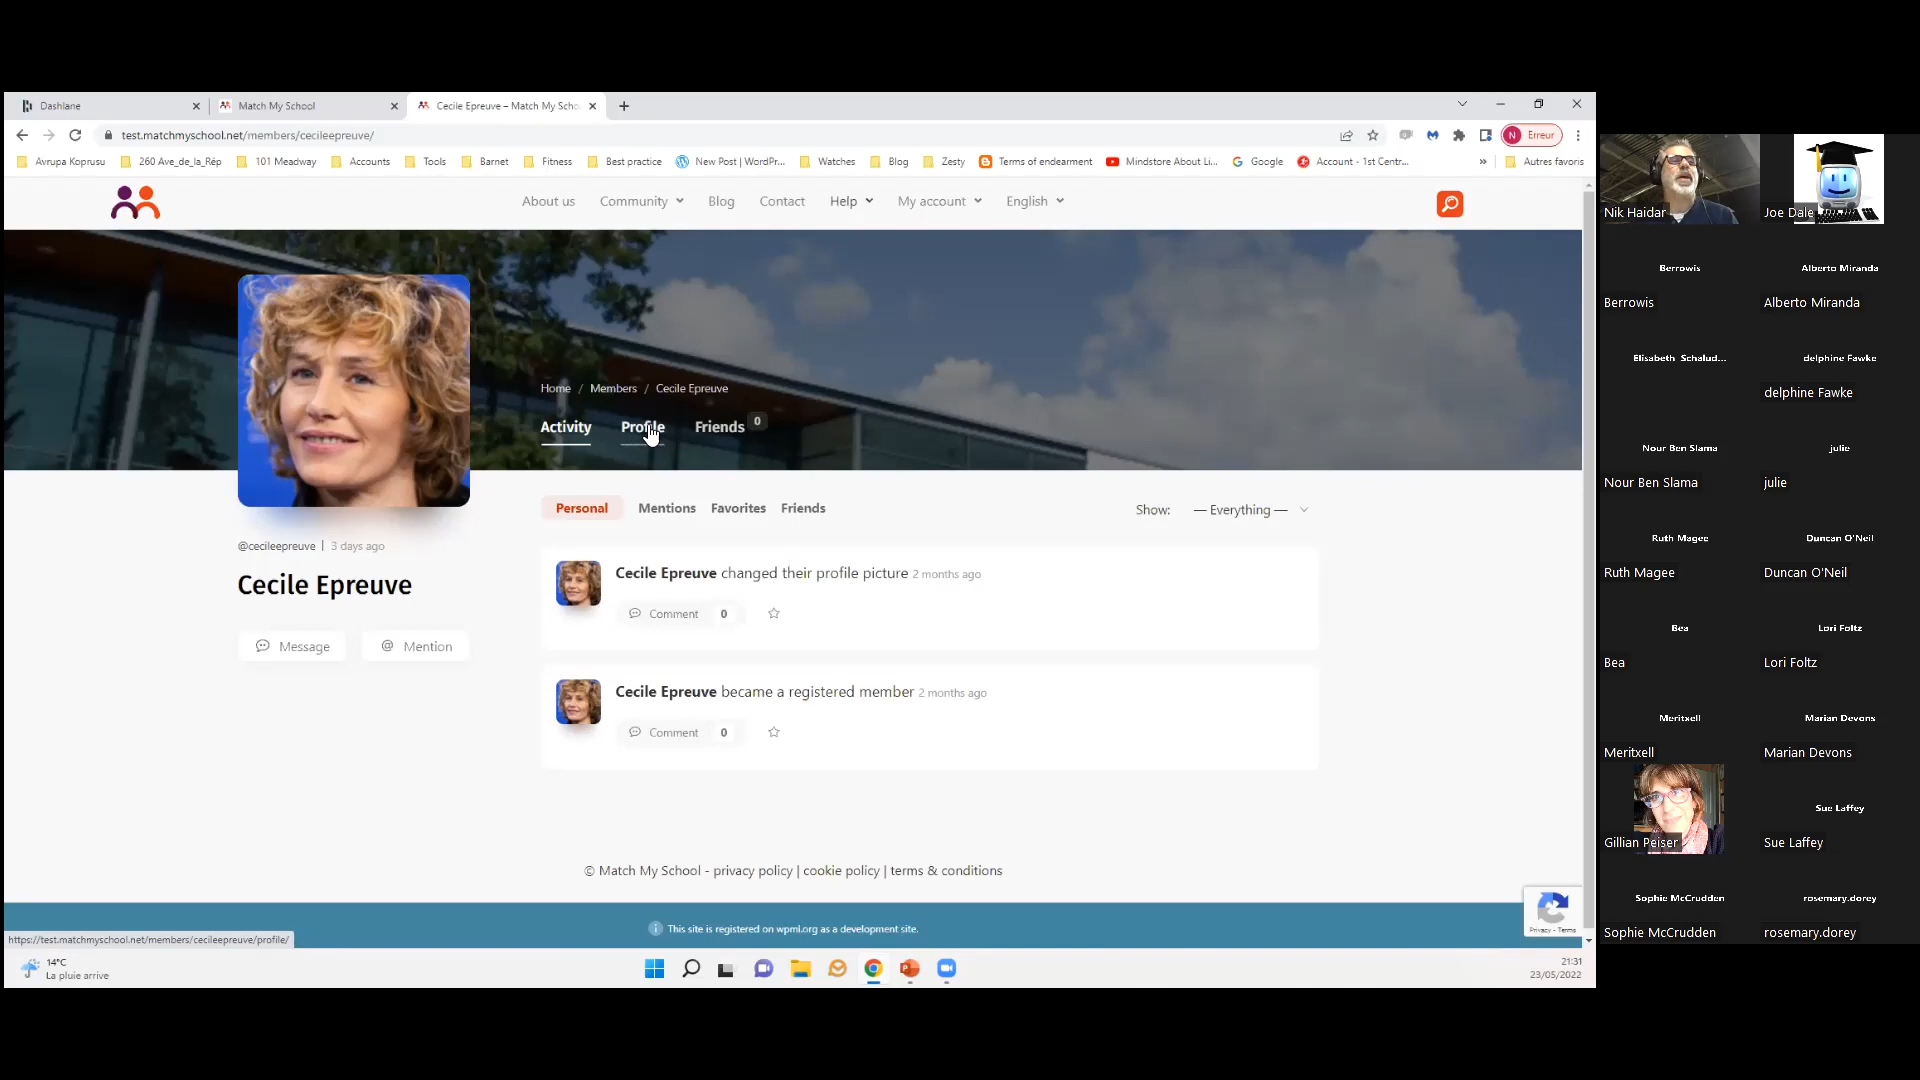 Dashlane
Match My School
Cecile Epreuve – Match My Scho
test.matchmyschool.net/members/cecileepreuve/
N Erreur
Avrupa Koprusu
260 Ave_de_la_Rép
101 Meadway
Accounts
Tools
Barnet
Fitness
Best practice
New Post | WordPr...
Watches
Blog
Zesty
Terms of endearment
Mindstore About Li...
Google
Account - 1st Centr...
»
Autres favoris
About us
Community
Blog
Contact
Help
My account
English
Home / Members / Cecile Epreuve
Activity
Profile
Friends 0
@cecileepreuve | 3 days ago
Cecile Epreuve
Message
@ Mention
Personal
Mentions
Favorites
Friends
Show: — Everything —
Cecile Epreuve changed their profile picture 2 months ago
Comment 0
Cecile Epreuve became a registered member 2 months ago
Comment 0
© Match My School - privacy policy | cookie policy | terms & conditions
This site is registered on wpml.org as a development site.
Privacy - Terms
https://test.matchmyschool.net/members/cecileepreuve/profile/
14°C
La pluie arrive
21:31
23/05/2022
Nik Haidar
Joe Dale
Berrowis
Alberto Miranda
Berrowis
Alberto Miranda
Elisabeth Schalud...
delphine Fawke
delphine Fawke
Nour Ben Slama
julie
Nour Ben Slama
julie
Ruth Magee
Duncan O'Neil
Ruth Magee
Duncan O'Neil
Bea
Lori Foltz
Bea
Lori Foltz
Meritxell
Marian Devons
Meritxell
Marian Devons
Sue Laffey
Gillian Peiser
Sue Laffey
Sophie McCrudden
rosemary.dorey
Sophie McCrudden
rosemary.dorey